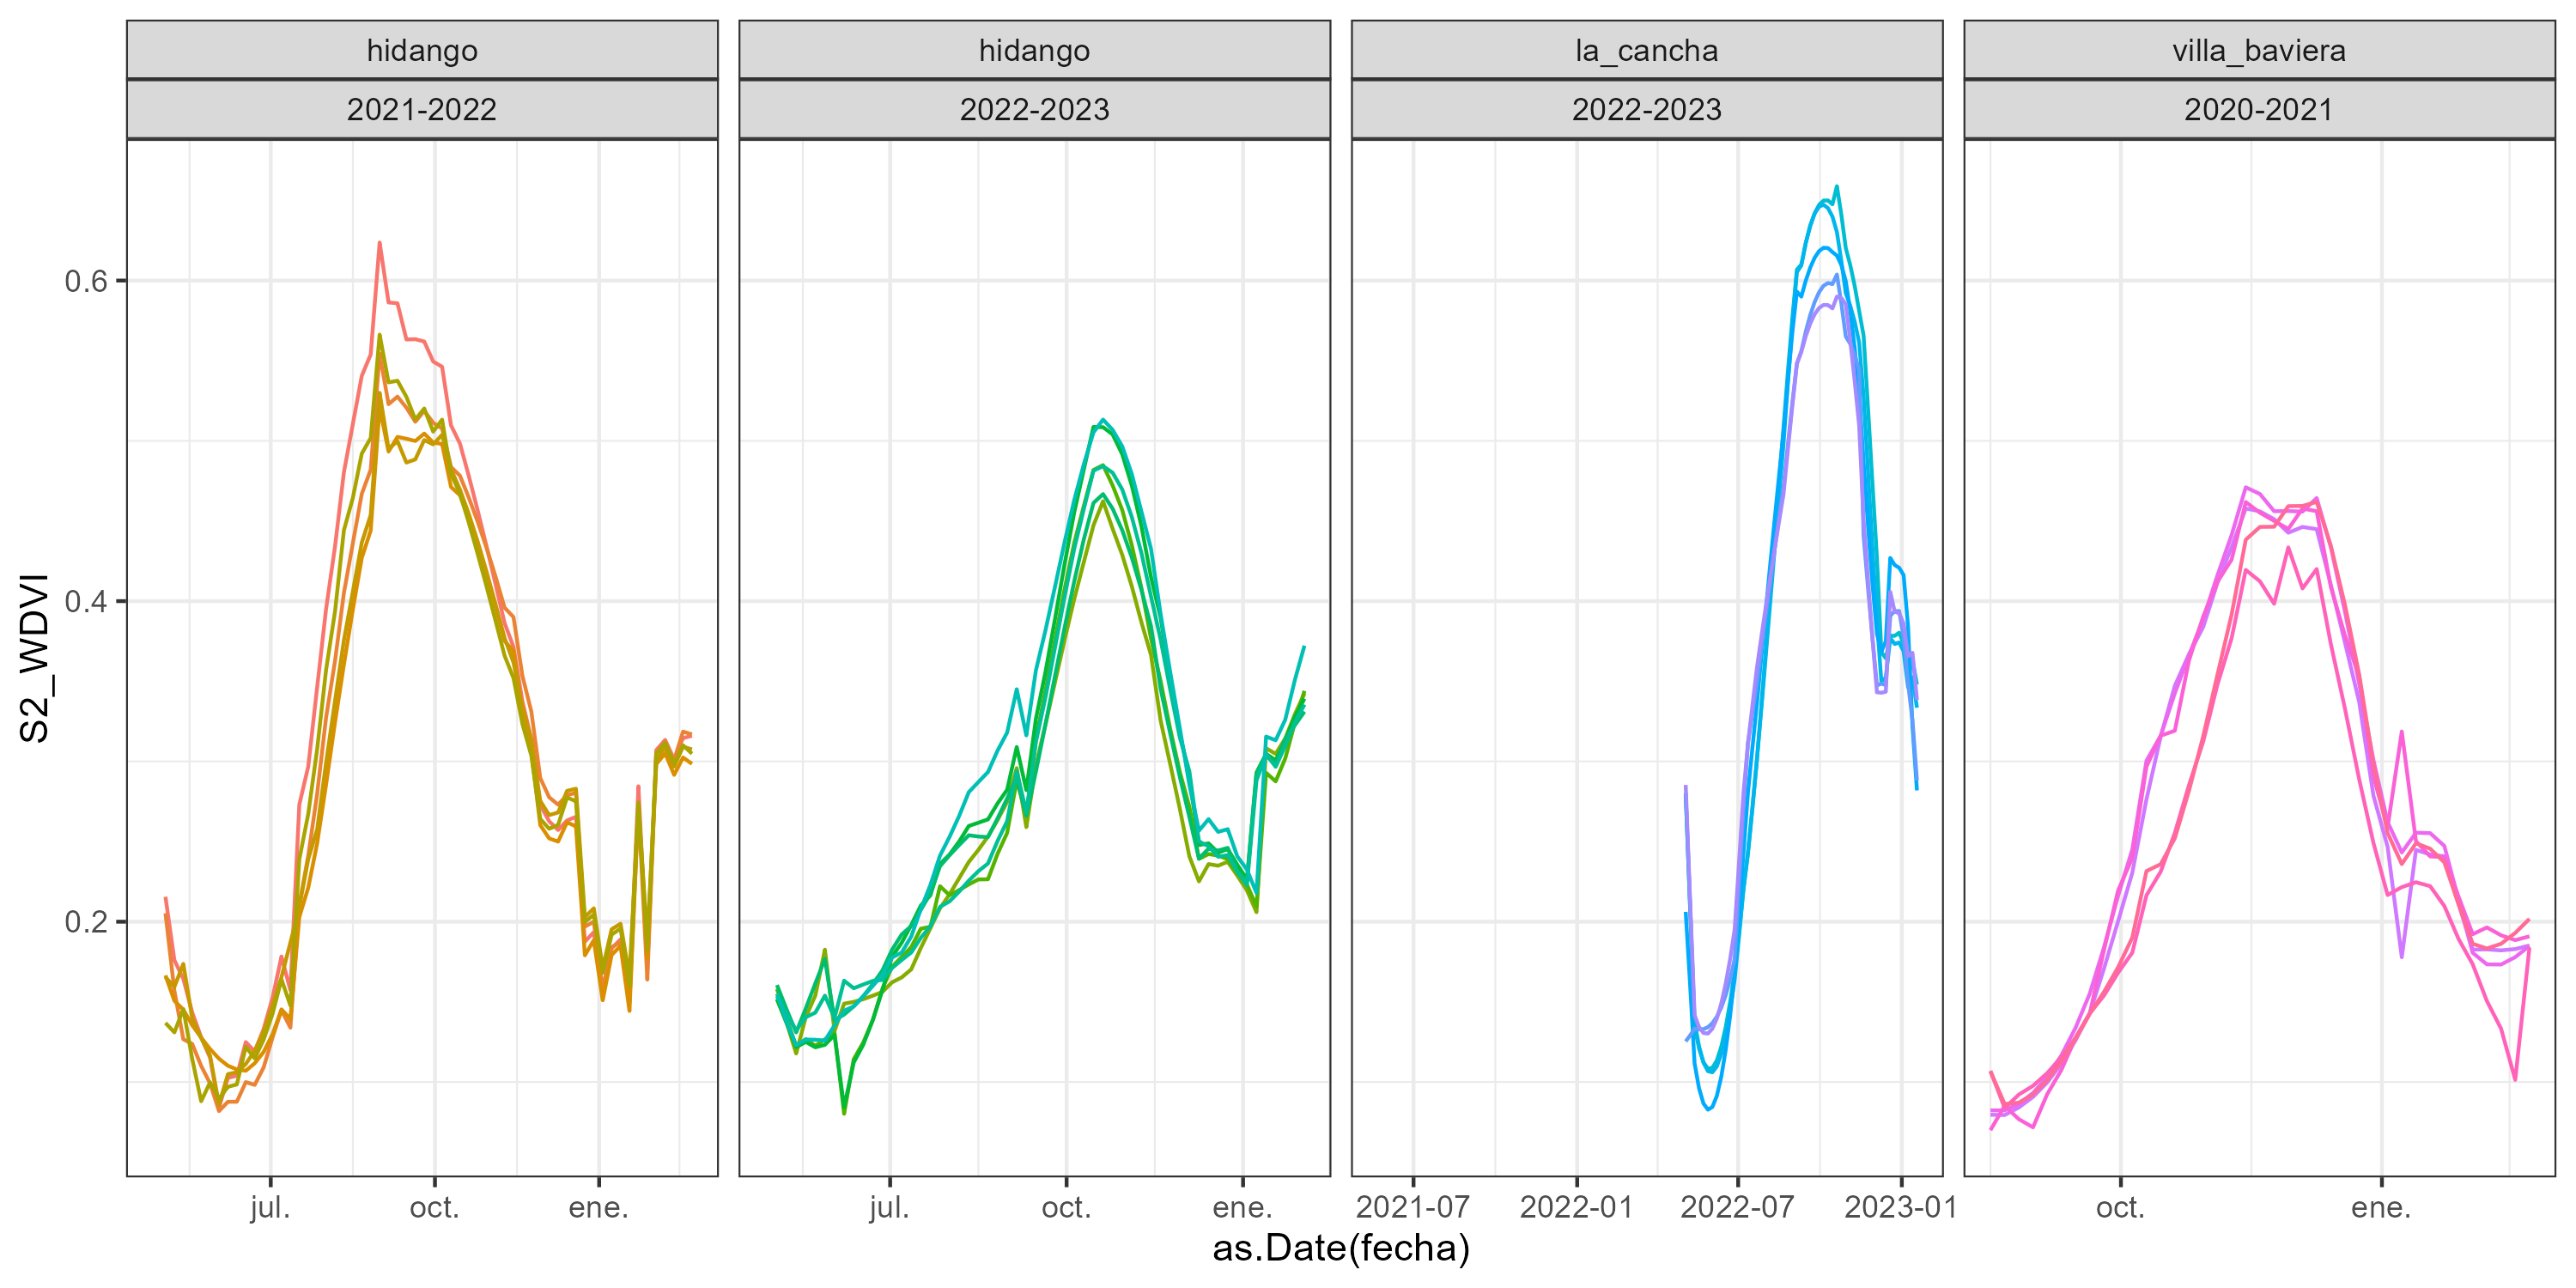 hidango hidango la_cancha villa_baviera
2021-2022 2022-2023 2022-2023 2020-2021
S2_WDVI
0.6
0.4
0.2
jul. oct. ene. jul. oct. ene. 2021-07 2022-01 2022-07 2023-01 oct. ene.
as.Date(fecha)